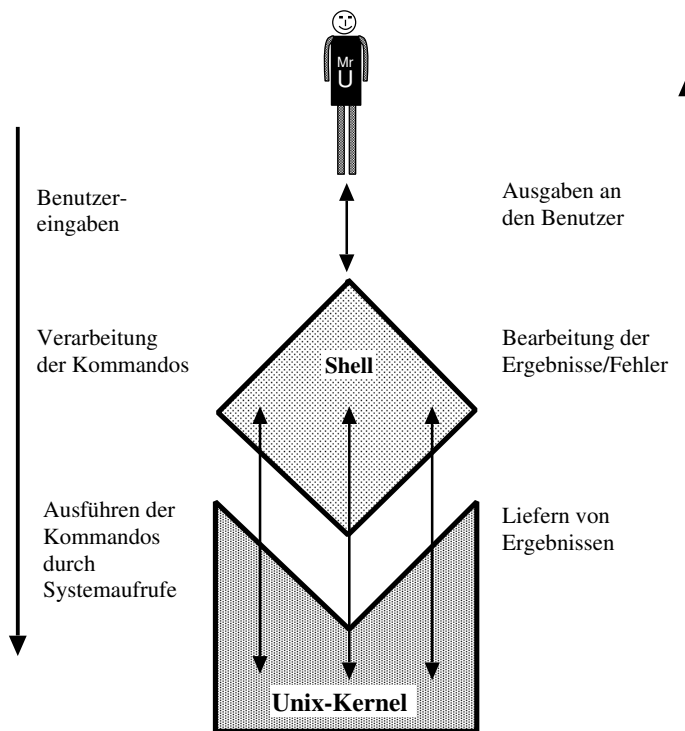 Mr
U
Benutzer-
eingaben
Ausgaben an
den Benutzer
Verarbeitung
der Kommandos
Shell
Bearbeitung der
Ergebnisse/Fehler
Ausführen der
Kommandos
durch
Systemaufrufe
Liefern von
Ergebnissen
Unix-Kernel